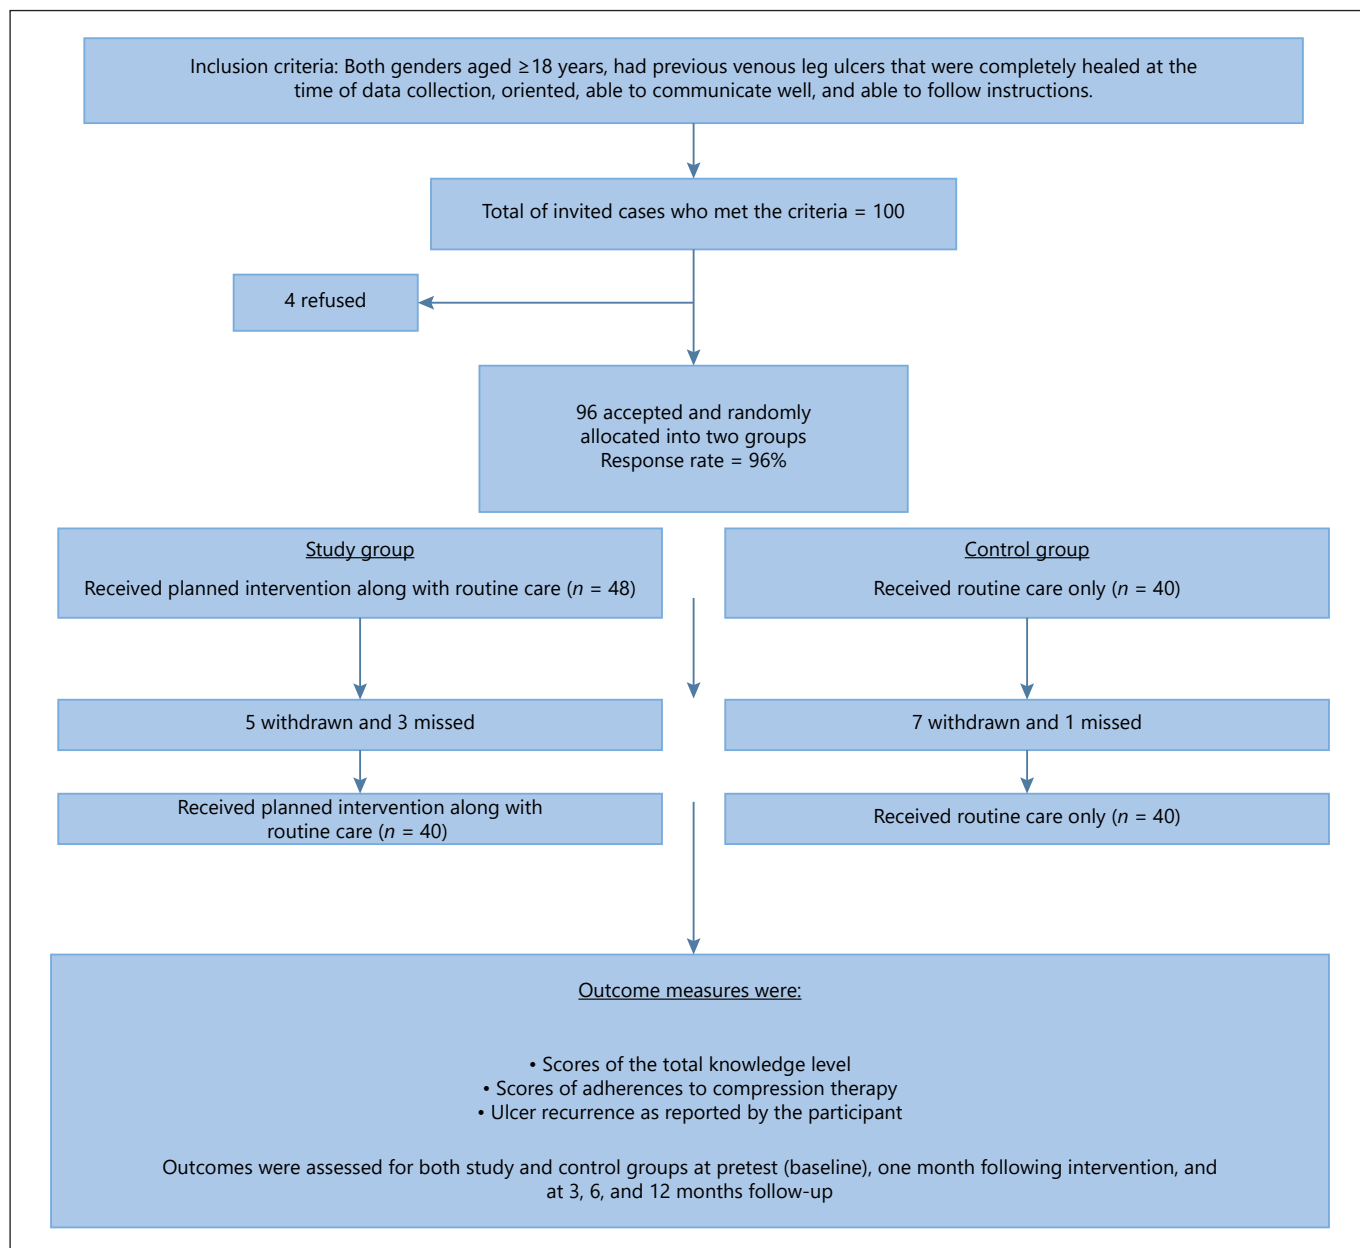 Inclusion criteria: Both genders aged ≥18 years, had previous venous leg ulcers that were completely healed at the
time of data collection, oriented, able to communicate well, and able to follow instructions.
Total of invited cases who met the criteria = 100
4 refused
96 accepted and randomly
allocated into two groups
Response rate = 96%
Study group
Received planned intervention along with routine care (n = 48)
Control group
Received routine care only (n = 40)
5 withdrawn and 3 missed
7 withdrawn and 1 missed
Received planned intervention along with
routine care (n = 40)
Received routine care only (n = 40)
Outcome measures were:
• Scores of the total knowledge level
• Scores of adherences to compression therapy
• Ulcer recurrence as reported by the participant
Outcomes were assessed for both study and control groups at pretest (baseline), one month following intervention, and
at 3, 6, and 12 months follow-up